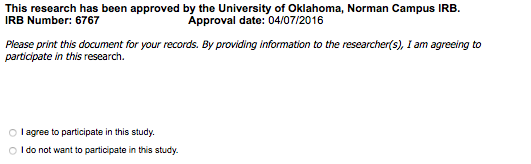 This research has been approved by the University of Oklahoma, Norman Campus IRB.
IRB Number: 6767 Approval date: 04/07/2016
Please print this document for your records. By providing information to the researcher(s), I am agreeing to
participate in this research.
I agree to participate in this study.
I do not want to participate in this study.